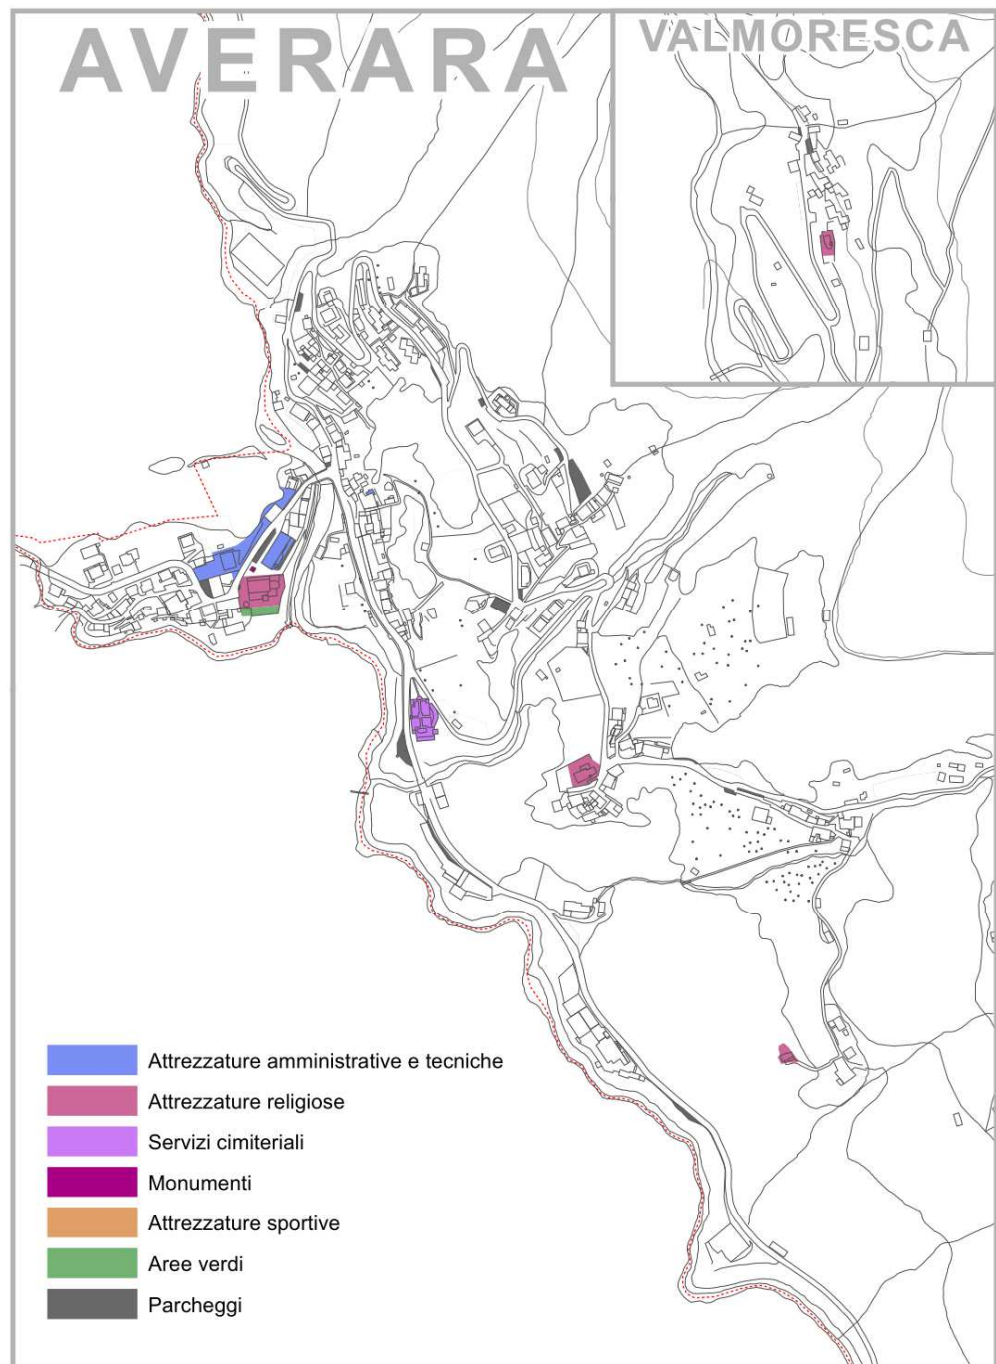 AVERARA
VALMORESCA
Attrezzature amministrative e tecniche
Attrezzature religiose
Servizi cimiteriali
Monumenti
Attrezzature sportive
Aree verdi
Parcheggi